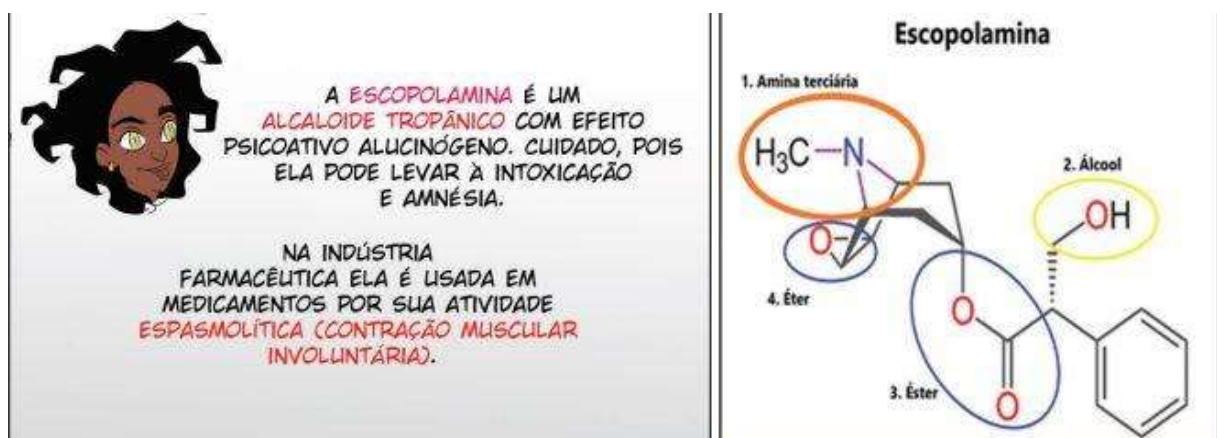 A ESCOPOLAMINA É UM
ALCALOIDE TROPÂNICO COM EFEITO
PSICOATIVO ALUCINÓGENO. CUIDADO, POIS
ELA PODE LEVAR À INTOXICAÇÃO
E AMNÉSIA.
NA INDÚSTRIA
FARMACÊUTICA ELA É USADA EM
MEDICAMENTOS POR SUA ATIVIDADE
ESPASMOLÍTICA (CONTRAÇÃO MUSCULAR
INVOLUNTÁRIA).
Escopolamina
1. Amina terciária
H₃C N
2. Álcool
OH
O
4. Éter
O
3. Éster
O